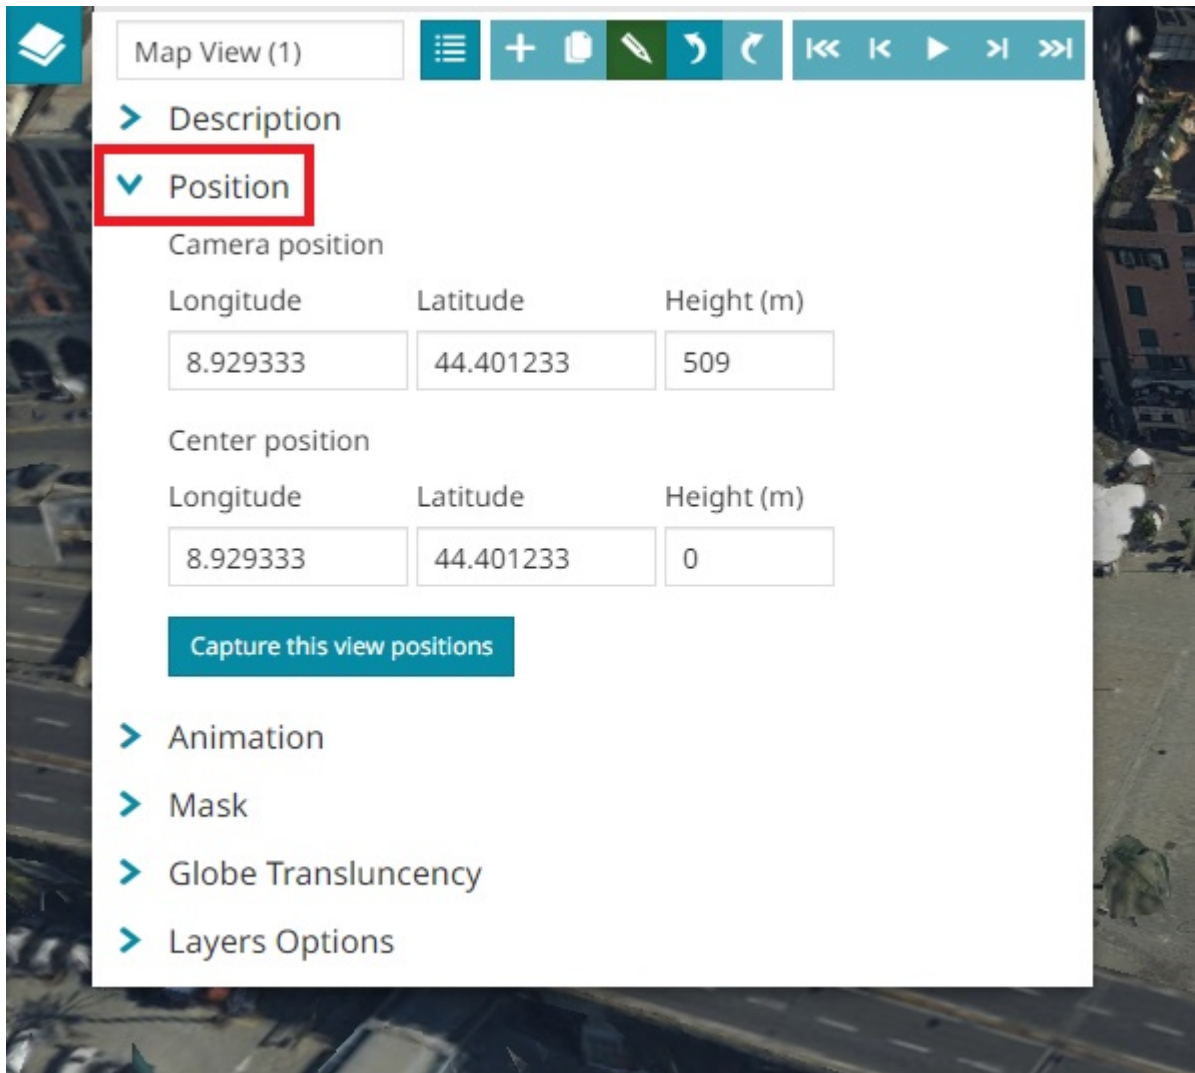 Map View (1)
Description
Position
Camera position
Longitude Latitude Height (m)
8.929333 44.401233 509
Center position
Longitude Latitude Height (m)
8.929333 44.401233 0
Capture this view positions
Animation
Mask
Globe Transluncency
Layers Options